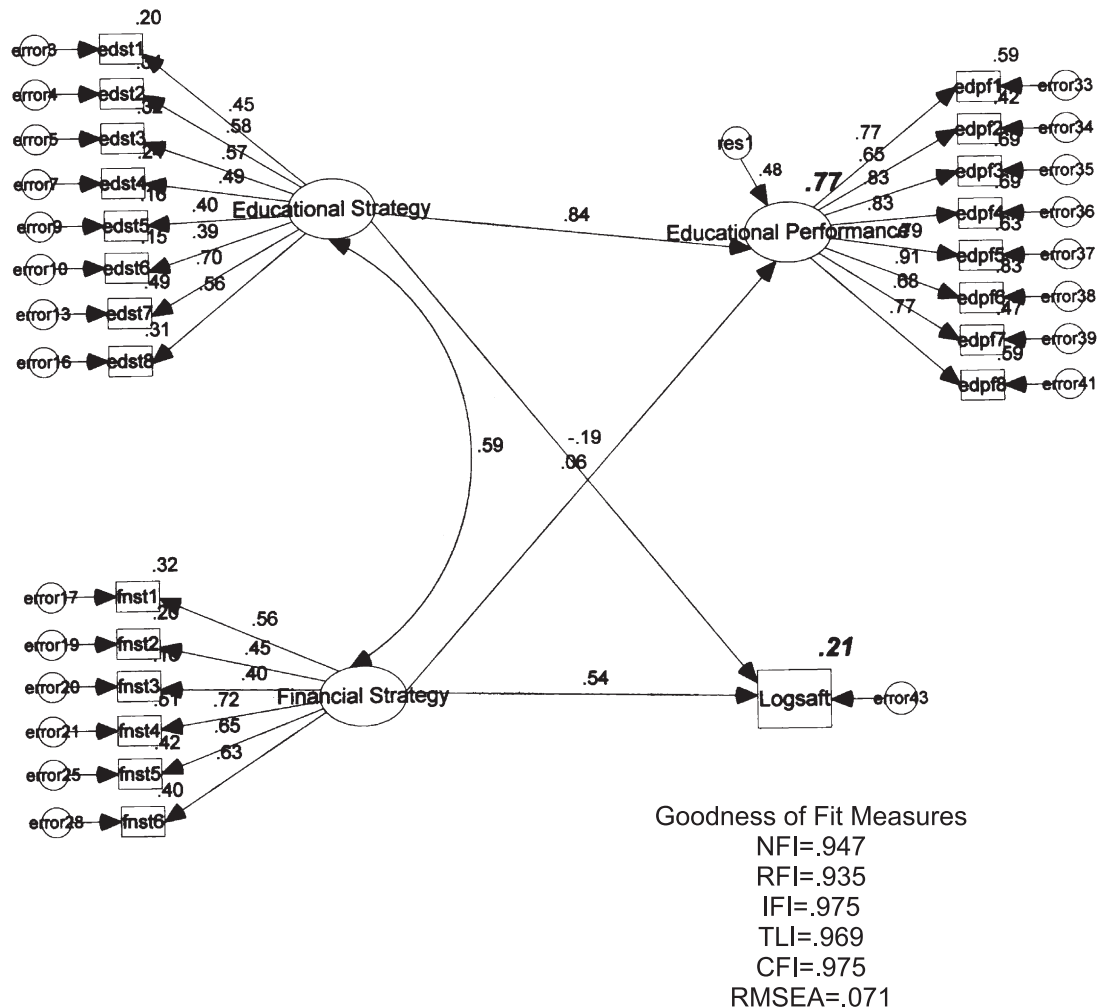 .20
error3 edst1
error4 edst2
.45
.58
error5 edst3
.57
error7 edst4
.49
.16
error9 edst5
.40
.15
error10 edst6
.39
.70
.49
error13 edst7
.56
.31
error16 edst8
Educational Strategy
.84
res1
.48
.77
Educational Performance
.59
edpf1 error33
.42
.77
edpf2 error34
.65
.69
edpf3 error35
.83
.69
edpf4 error36
.83
.63
edpf5 error37
.91
.83
edpf6 error38
.68
.47
edpf7 error39
.77
.59
edpf8 error41
.59
-.19
.06
.32
error17 fnst1
.56
.20
error19 fnst2
.45
error20 fnst3
.40
error21 fnst4
.72
.42
error25 fnst5
.65
.40
error28 fnst6
.63
Financial Strategy
.54
.21
Logsaft
error43
Goodness of Fit Measures
NFI=.947
RFI=.935
IFI=.975
TLI=.969
CFI=.975
RMSEA=.071